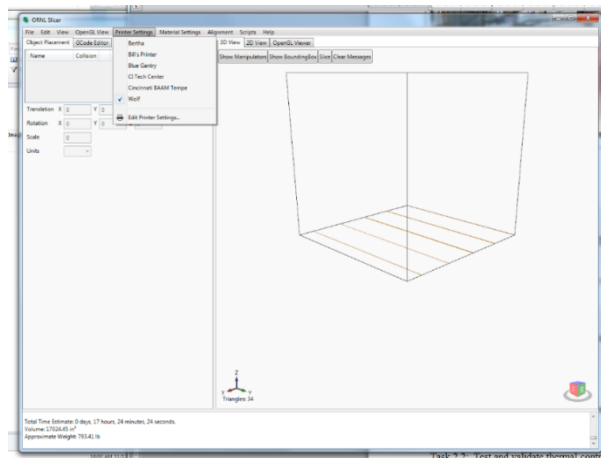 ORNL Slicer
File Edit View OpenGL View Printer Settings Material Settings Alignment Scripts Help
Object Placement GCode Editor
3D View 2D View OpenGL Viewer
Name Collision
Show Manipulators Show BoundingBox Slice Clear Messages
Bertha
Bill's Printer
Blue Gantry
CI Tech Center
Cincinnati BAAM Tempe
Wolf
Edit Printer Settings...
Translation X 0 Y 0
Rotation X 0 Y 0
Scale 0
Units
Z
Y
Triangles: 34
Total Time Estimate: 0 days, 17 hours, 24 minutes, 24 seconds.
Volume: 17024.45 in³
Approximate Weight: 793.41 lb
Task 2.2: Test and validate thermal contr